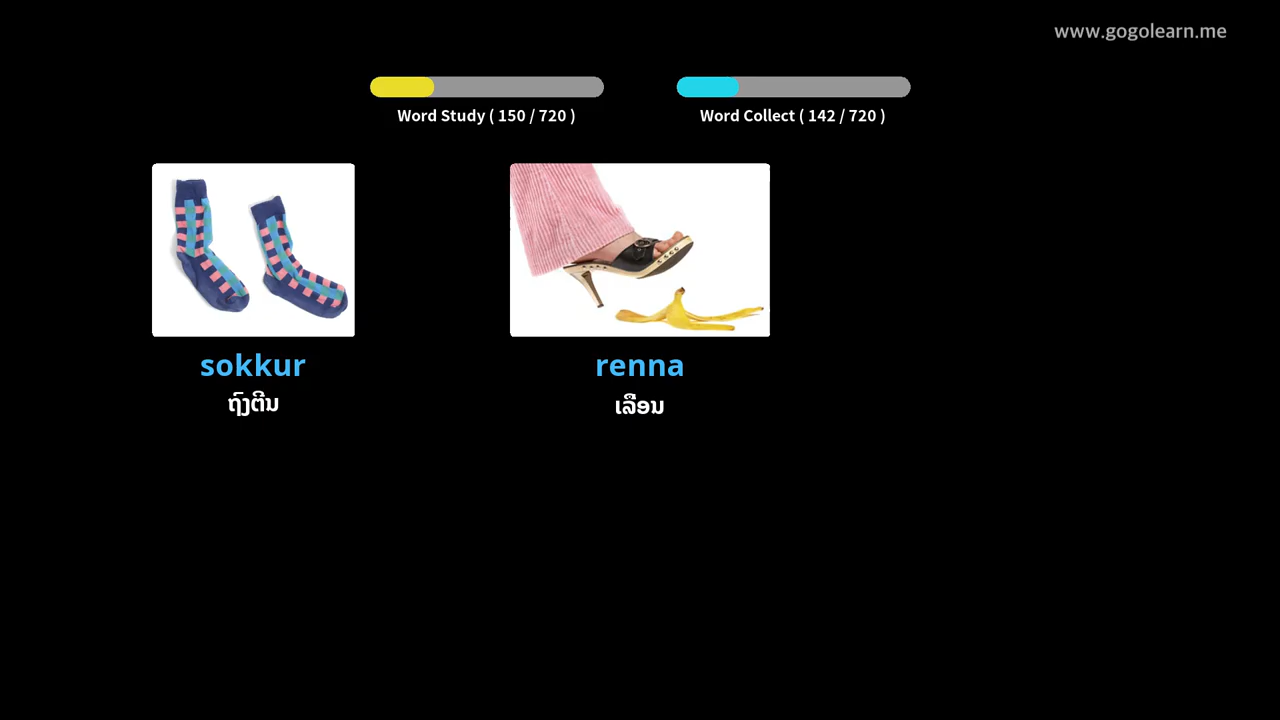 www.gogolearn.me
Word Study ( 150 / 720 )
Word Collect ( 142 / 720 )
sokkur
ຖົງຕີນ
renna
ເລືອນ